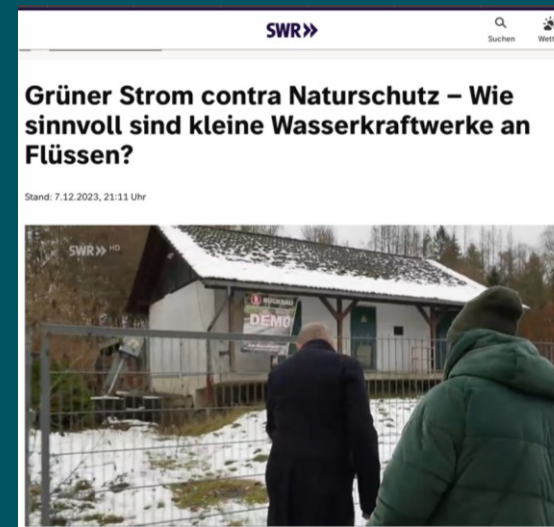 SWR»
Suchen
Wett
Grüner Strom contra Naturschutz – Wie
sinnvoll sind kleine Wasserkraftwerke an
Flüssen?
Stand: 7.12.2023, 21:11 Uhr
SWR» HD
RÜCKBAU
DEMO